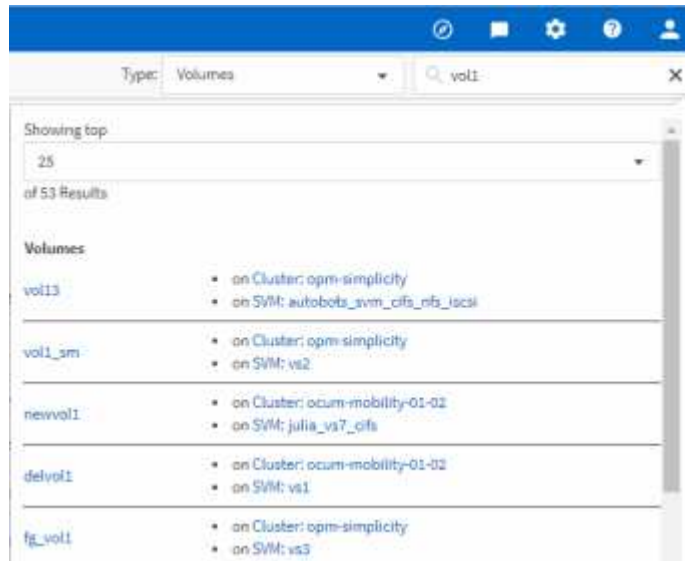 Type: Volumes vol1
Showing top
25
of 53 Results
Volumes
vol13
on Cluster: opm-simplicity
on SVM: autobots_svm_cifs_nfs_iscsi
vol1_sm
on Cluster: opm-simplicity
on SVM: vs2
newvol1
on Cluster: ocum-mobility-01-02
on SVM: julia_vs7_cifs
delvol1
on Cluster: ocum-mobility-01-02
on SVM: vs1
fg_vol1
on Cluster: opm-simplicity
on SVM: vs3